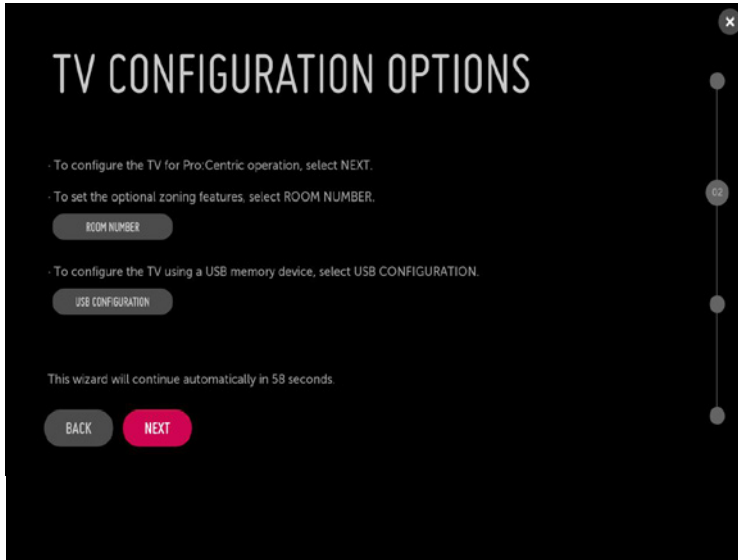 ×
TV CONFIGURATION OPTIONS
· To configure the TV for Pro:Centric operation, select NEXT.
· To set the optional zoning features, select ROOM NUMBER.
02
ROOM NUMBER
· To configure the TV using a USB memory device, select USB CONFIGURATION.
USB CONFIGURATION
This wizard will continue automatically in 58 seconds.
BACK NEXT